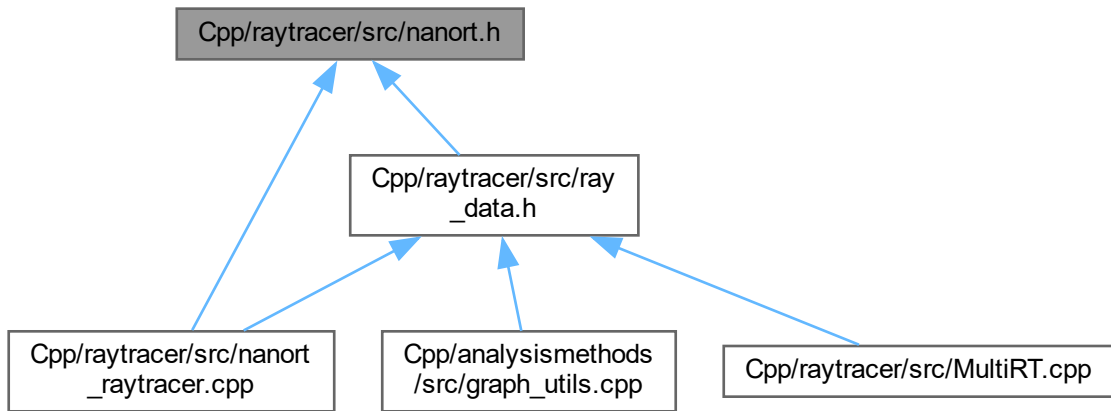 Cpp/raytracer/src/nanort.h
Cpp/raytracer/src/ray
_data.h
Cpp/raytracer/src/nanort
_raytracer.cpp
Cpp/analysismethods
/src/graph_utils.cpp
Cpp/raytracer/src/MultiRT.cpp